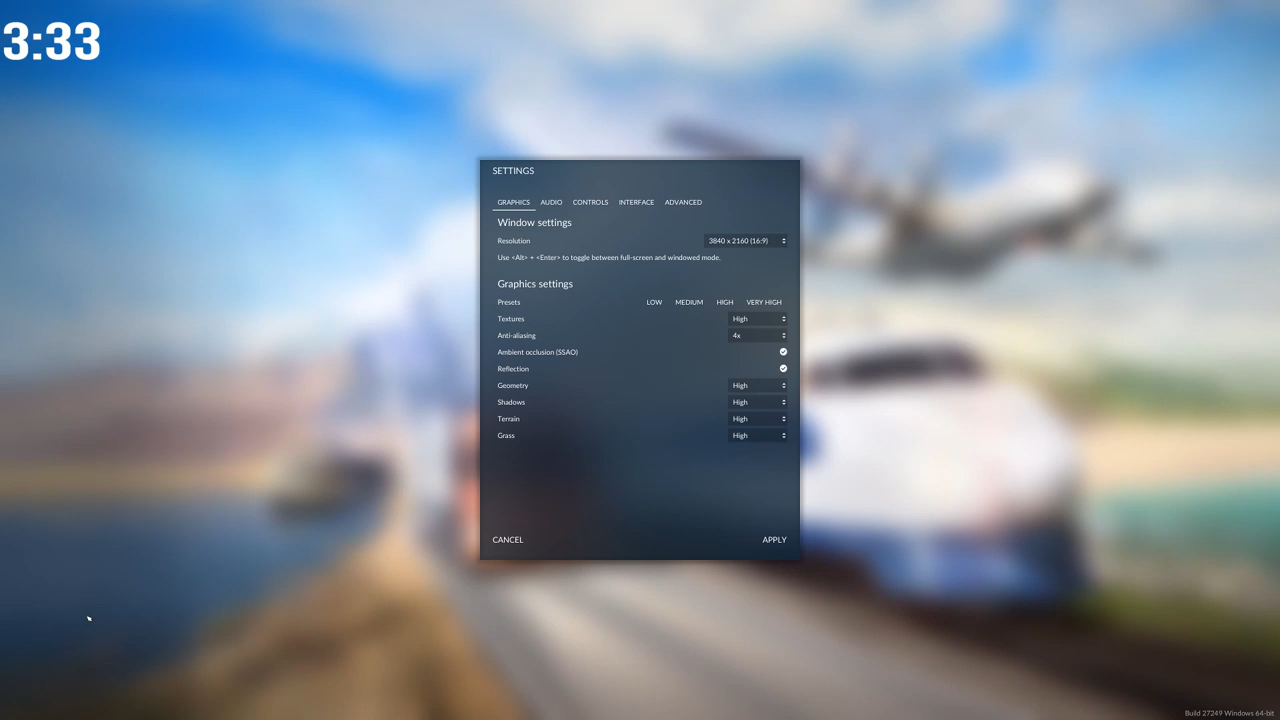 3:33
SETTINGS
GRAPHICS AUDIO CONTROLS INTERFACE ADVANCED
Window settings
Resolution 3840 x 2160 (16:9)
Use <Alt> + <Enter> to toggle between full-screen and windowed mode.
Graphics settings
Presets LOW MEDIUM HIGH VERY HIGH
Textures High
Anti-aliasing 4x
Ambient occlusion (SSAO)
Reflection
Geometry High
Shadows High
Terrain High
Grass High
CANCEL APPLY
Build 27249 Windows 64-bit